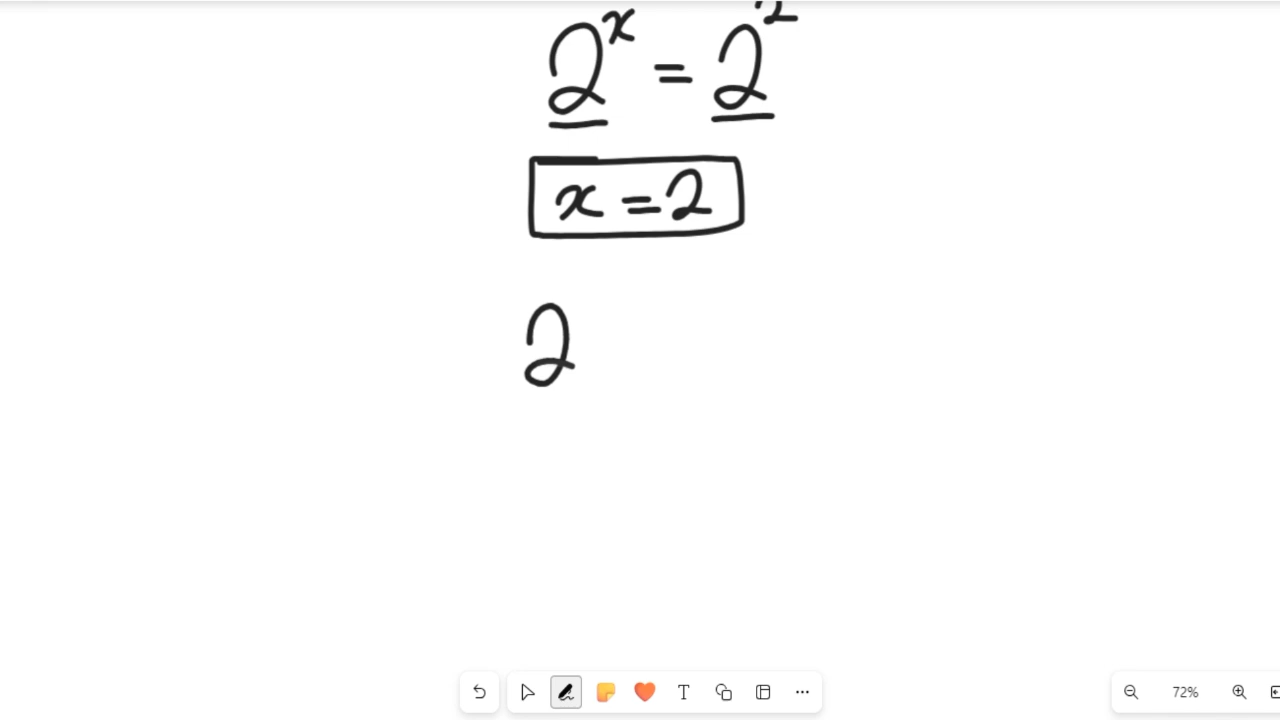 2^x = 2^2
x = 2
2
T 72%